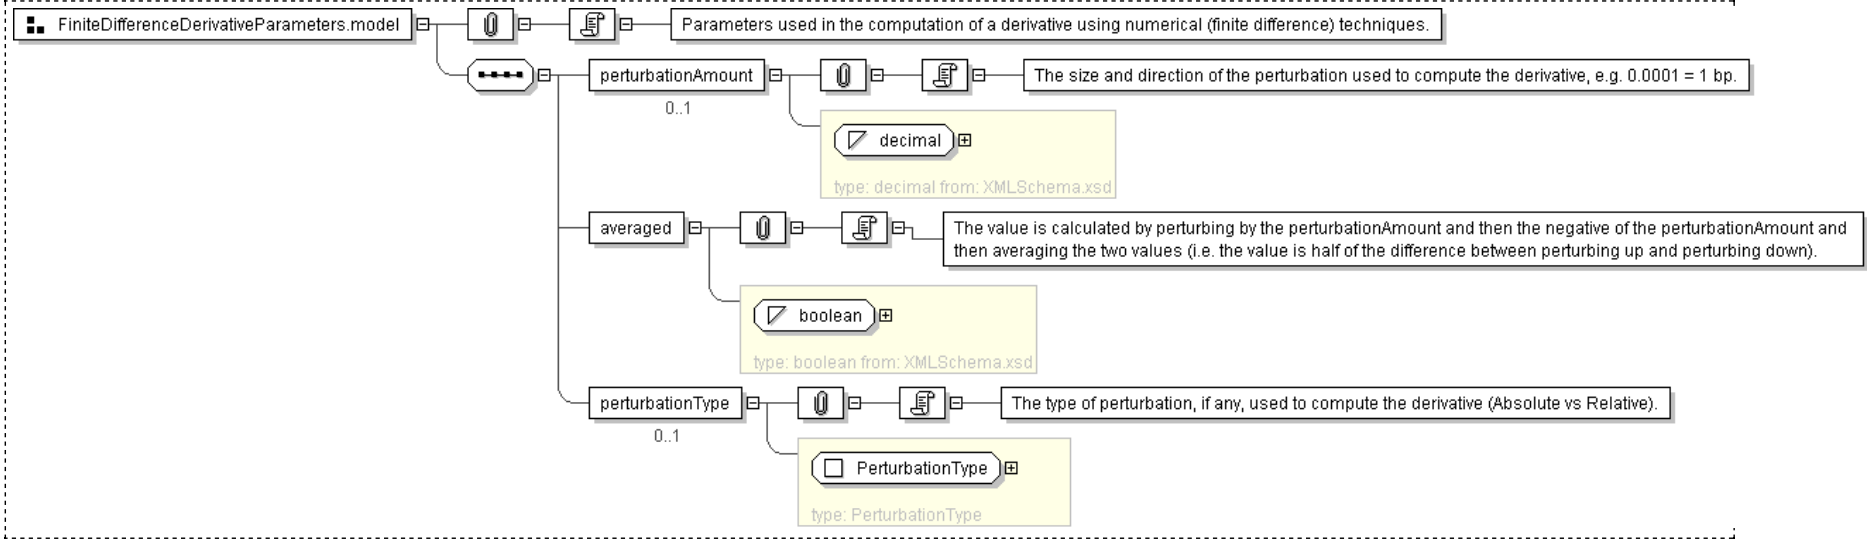 FiniteDifferenceDerivativeParameters.model
Parameters used in the computation of a derivative using numerical (finite difference) techniques.
perturbationAmount
The size and direction of the perturbation used to compute the derivative, e.g. 0.0001 = 1 bp.
0..1
decimal
type: decimal from: XMLSchema.xsd
averaged
The value is calculated by perturbing by the perturbationAmount and then the negative of the perturbationAmount and
then averaging the two values (i.e. the value is half of the difference between perturbing up and perturbing down).
boolean
type: boolean from: XMLSchema.xsd
perturbationType
The type of perturbation, if any, used to compute the derivative (Absolute vs Relative).
0..1
PerturbationType
type: PerturbationType